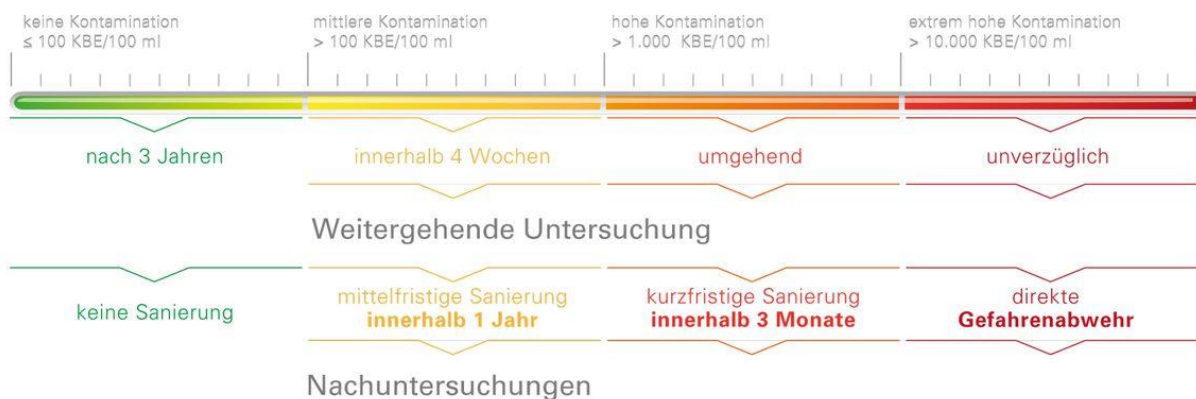 keine Kontamination
≤ 100 KBE/100 ml
mittlere Kontamination
> 100 KBE/100 ml
hohe Kontamination
> 1.000 KBE/100 ml
extrem hohe Kontamination
> 10.000 KBE/100 ml
nach 3 Jahren
innerhalb 4 Wochen
umgehend
unverzüglich
Weitergehende Untersuchung
keine Sanierung
mittelfristige Sanierung
innerhalb 1 Jahr
kurzfristige Sanierung
innerhalb 3 Monate
direkte
Gefahrenabwehr
Nachuntersuchungen